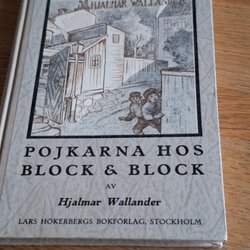 HJALMAR WALLANDER
POJKARNA HOS
BLOCK & BLOCK
AV
Hjalmar Wallander
LARS HÖKERBERGS BOKFÖRLAG, STOCKHOLM